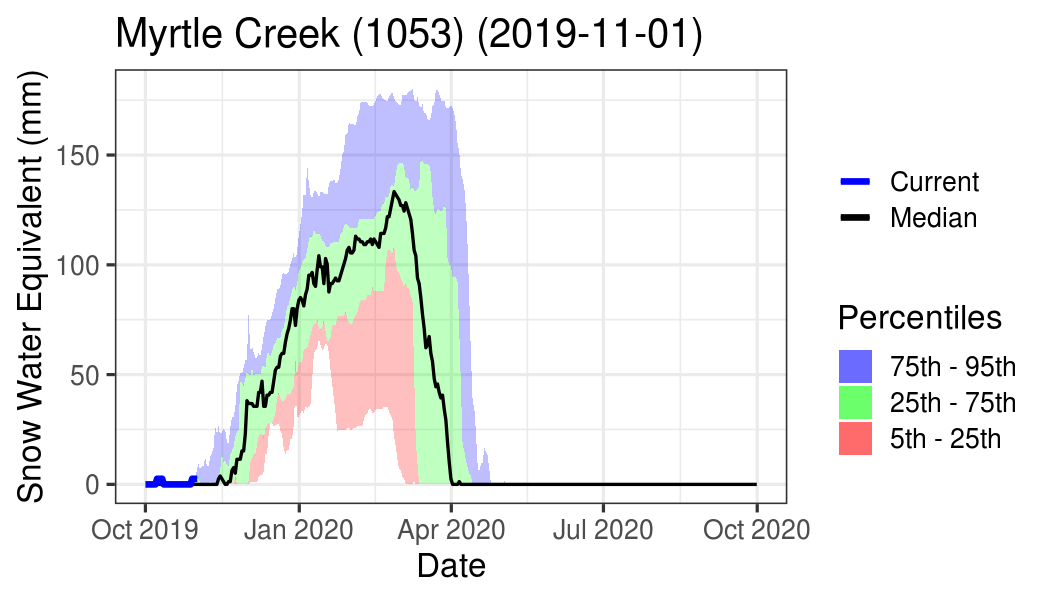 Myrtle Creek (1053) (2019-11-01)
Snow Water Equivalent (mm)
150
100
50
0
Oct 2019 Jan 2020 Apr 2020 Jul 2020 Oct 2020
Date
Current
Median
Percentiles
75th - 95th
25th - 75th
5th - 25th